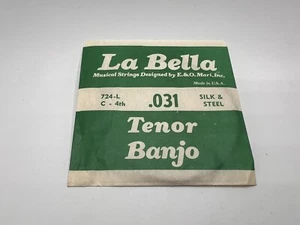 La Bella
Musical Strings Designed by E. & O. Mari, Inc.
Made in U.S.A.
724-L .031 SILK &
C - 4th STEEL
Tenor
Banjo